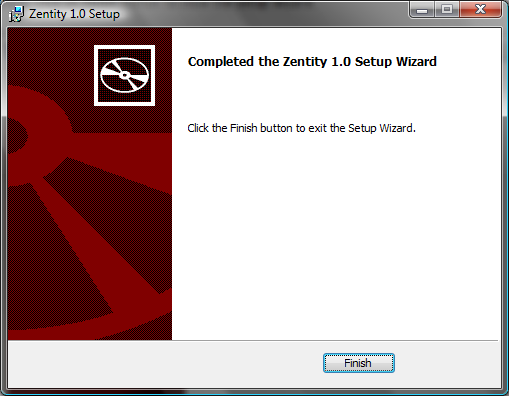 Zentity 1.0 Setup
Completed the Zentity 1.0 Setup Wizard
Click the Finish button to exit the Setup Wizard.
Finish